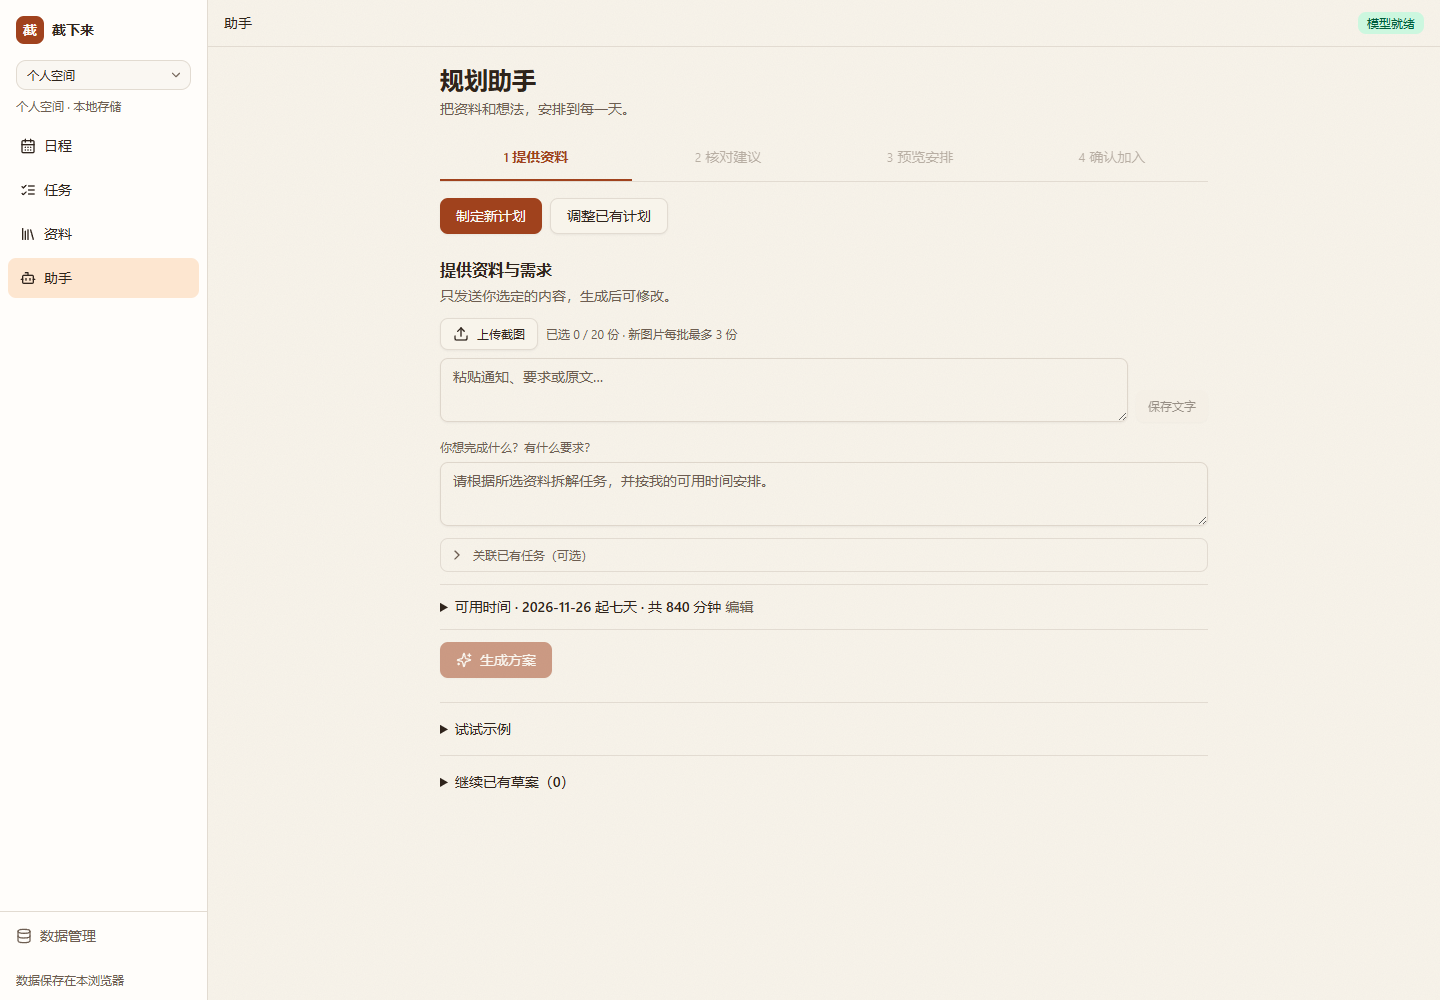 截 截下来
个人空间
个人空间 · 本地存储
日程
任务
资料
助手
数据管理
数据保存在本浏览器
助手
模型就绪
规划助手
把资料和想法，安排到每一天。
1 提供资料
2 核对建议
3 预览安排
4 确认加入
制定新计划
调整已有计划
提供资料与需求
只发送你选定的内容，生成后可修改。
上传截图
已选 0 / 20 份 · 新图片每批最多 3 份
粘贴通知、要求或原文...
保存文字
你想完成什么？有什么要求？
请根据所选资料拆解任务，并按我的可用时间安排。
关联已有任务（可选）
可用时间 · 2026-11-26 起七天 · 共 840 分钟 编辑
生成方案
试试示例
继续已有草案（0）